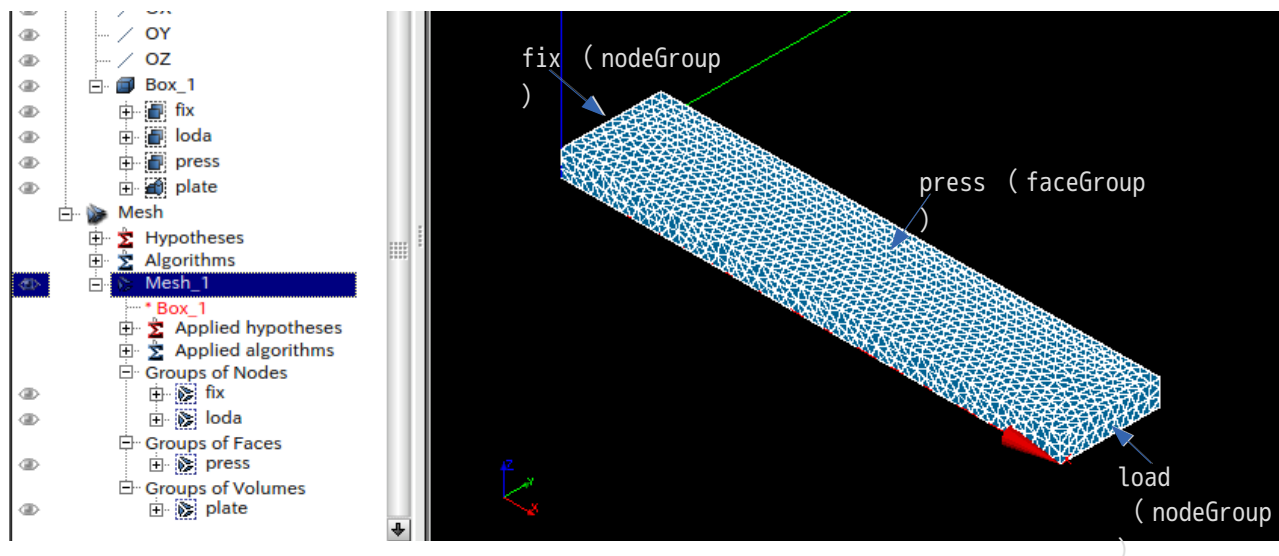 OX
OY
OZ
Box_1
fix
loda
press
plate
Mesh
Hypotheses
Algorithms
Mesh_1
* Box_1
Applied hypotheses
Applied algorithms
Groups of Nodes
fix
loda
Groups of Faces
press
Groups of Volumes
plate
fix （nodeGroup
）
press （faceGroup
）
load
（nodeGroup
）
Z
Y
X